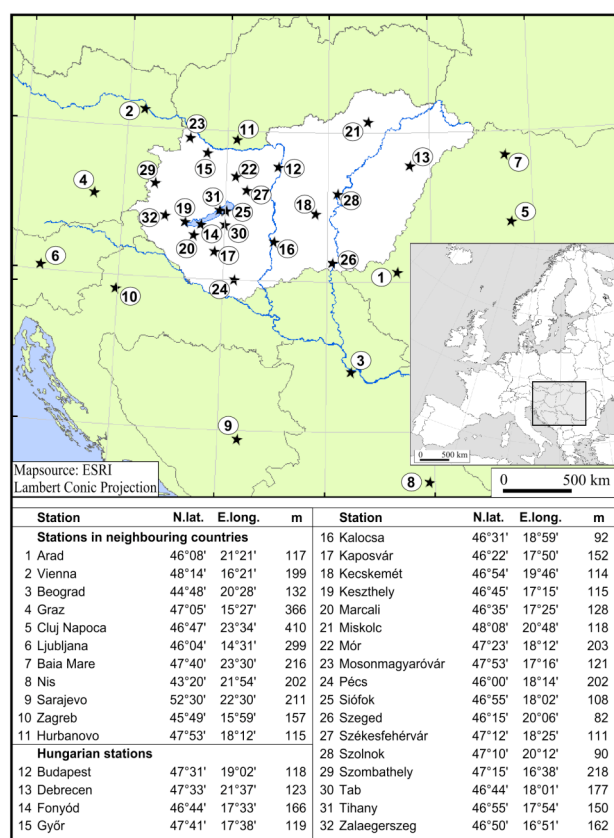 2
23
11
21
15
13
7
12
22
29
4
27
31
28
32
19
25
18
5
14
30
20
17
16
6
26
24
1
10
3
9
8
0 500 km
Mapsource: ESRI
Lambert Conic Projection
0 500 km
Station N.lat. E.long. m
Stations in neighbouring countries
1 Arad 46°08' 21°21' 117
2 Vienna 48°14' 16°21' 199
3 Beograd 44°48' 20°28' 132
4 Graz 47°05' 15°27' 366
5 Cluj Napoca 46°47' 23°34' 410
6 Ljubljana 46°04' 14°31' 299
7 Baia Mare 47°40' 23°30' 216
8 Nis 43°20' 21°54' 202
9 Sarajevo 52°30' 22°30' 211
10 Zagreb 45°49' 15°59' 157
11 Hurbanovo 47°53' 18°12' 115
Hungarian stations
12 Budapest 47°31' 19°02' 118
13 Debrecen 47°33' 21°37' 123
14 Fonyód 46°44' 17°33' 166
15 Győr 47°41' 17°38' 119
Station N.lat. E.long. m
16 Kalocsa 46°31' 18°59' 92
17 Kaposvár 46°22' 17°50' 152
18 Kecskemét 46°54' 19°46' 114
19 Keszthely 46°45' 17°15' 115
20 Marcali 46°35' 17°25' 128
21 Miskolc 48°08' 20°48' 118
22 Mór 47°23' 18°12' 203
23 Mosonmagyaróvár 47°53' 17°16' 121
24 Pécs 46°00' 18°14' 202
25 Siófok 46°55' 18°02' 108
26 Szeged 46°15' 20°06' 82
27 Székesfehérvár 47°12' 18°25' 111
28 Szolnok 47°10' 20°12' 90
29 Szombathely 47°15' 16°38' 218
30 Tab 46°44' 18°01' 177
31 Tihany 46°55' 17°54' 150
32 Zalaegerszeg 46°50' 16°51' 162